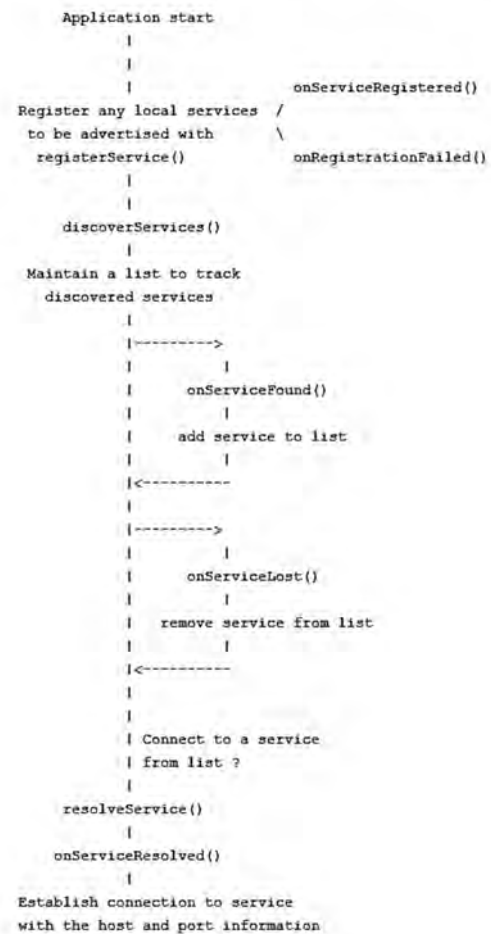 Application start
|
|
| onServiceRegistered()
Register any local services /
to be advertised with \
registerService() onRegistrationFailed()
|
|
discoverServices()
|
Maintain a list to track
discovered services
|
|--------->
| |
| onServiceFound()
| |
| add service to list
| |
|<----------
|
|--------->
| |
| onServiceLost()
| |
| remove service from list
| |
|<----------
|
|
| Connect to a service
| from list ?
|
resolveService()
|
onServiceResolved()
|
Establish connection to service
with the host and port information